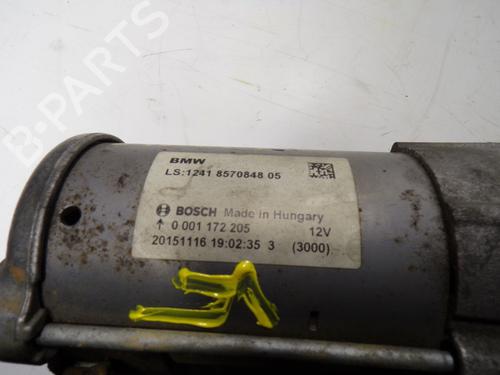 B-PARTS
BMW
LS:1241 8570848 05
BOSCH Made in Hungary
0 001 172 205 12V
20151116 19:02:35 3 (3000)